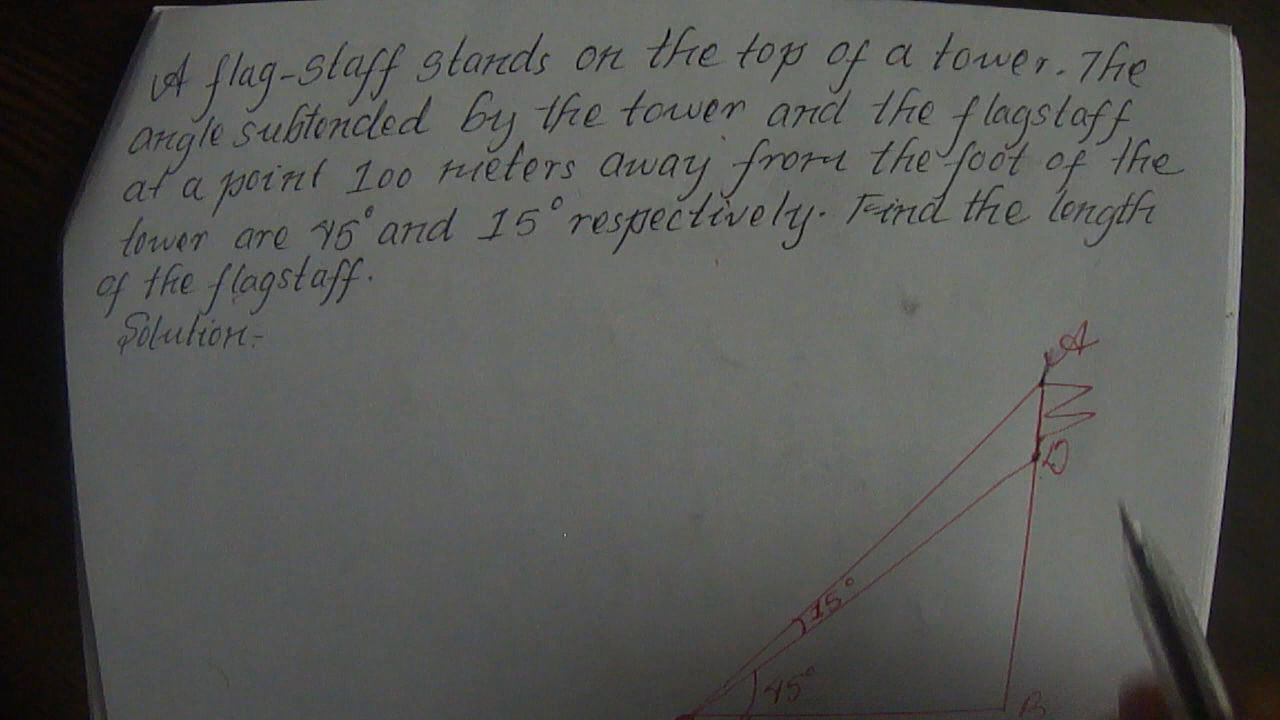 A flag-staff stands on the top of a tower. The
angle subtended by the tower and the flagstaff
at a point 100 meters away from the foot of the
tower are 45° and 15° respectively. Find the length
of the flagstaff.
Solution-
A
D
15°
45°
B